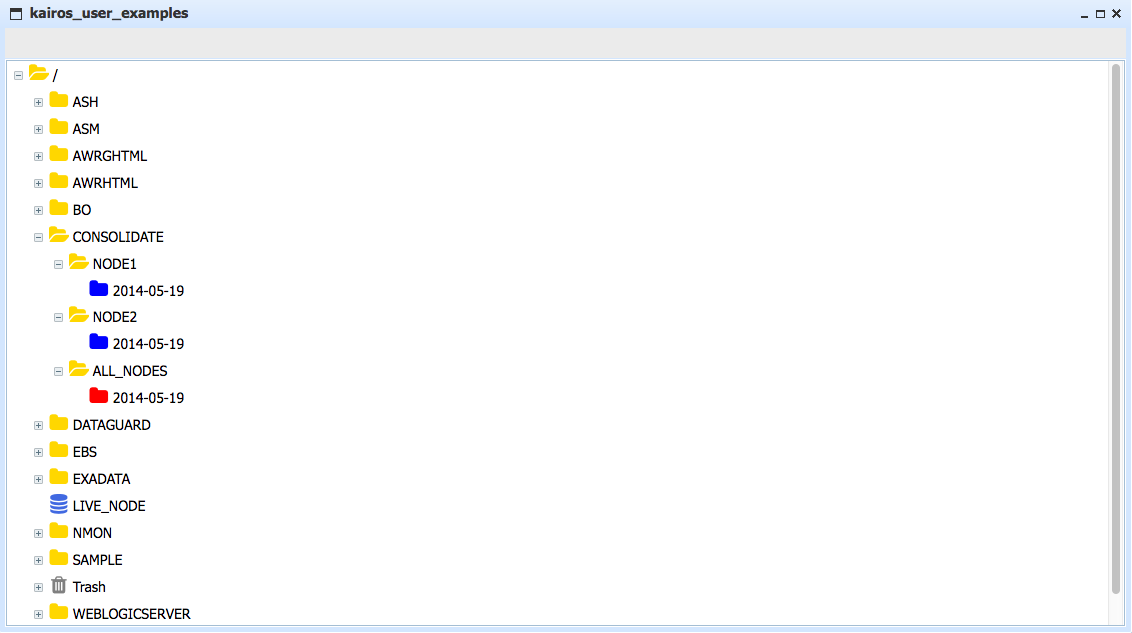 kairos_user_examples
/
ASH
ASM
AWRGHTML
AWRHTML
BO
CONSOLIDATE
NODE1
2014-05-19
NODE2
2014-05-19
ALL_NODES
2014-05-19
DATAGUARD
EBS
EXADATA
LIVE_NODE
NMON
SAMPLE
Trash
WEBLOGICSERVER